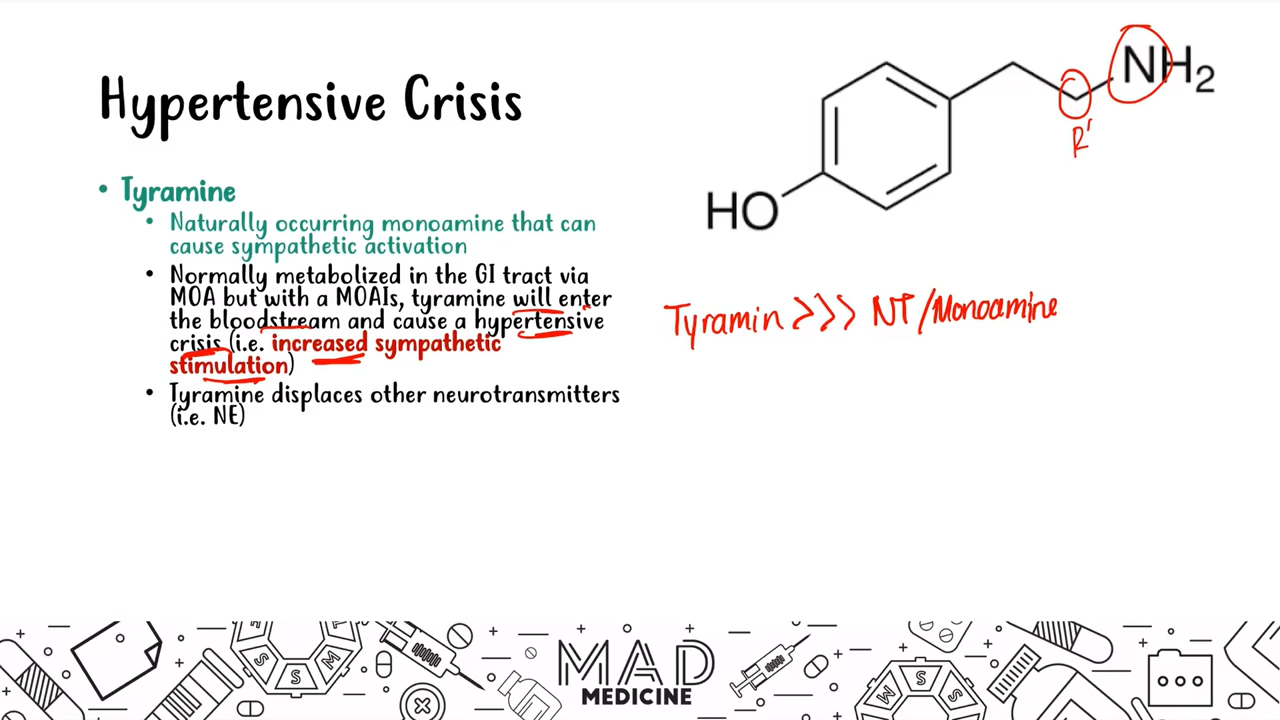 Hypertensive Crisis
• Tyramine
• Naturally occurring monoamine that can
cause sympathetic activation
• Normally metabolized in the GI tract via
MOA but with a MOAIs, tyramine will enter
the bloodstream and cause a hypertensive
crisis (i.e. increased sympathetic
stimulation)
• Tyramine displaces other neurotransmitters
(i.e. NE)
NH2
R'
HO
Tyramin >>> NT/Monoamine
MAD
MEDICINE
S S M
M S S